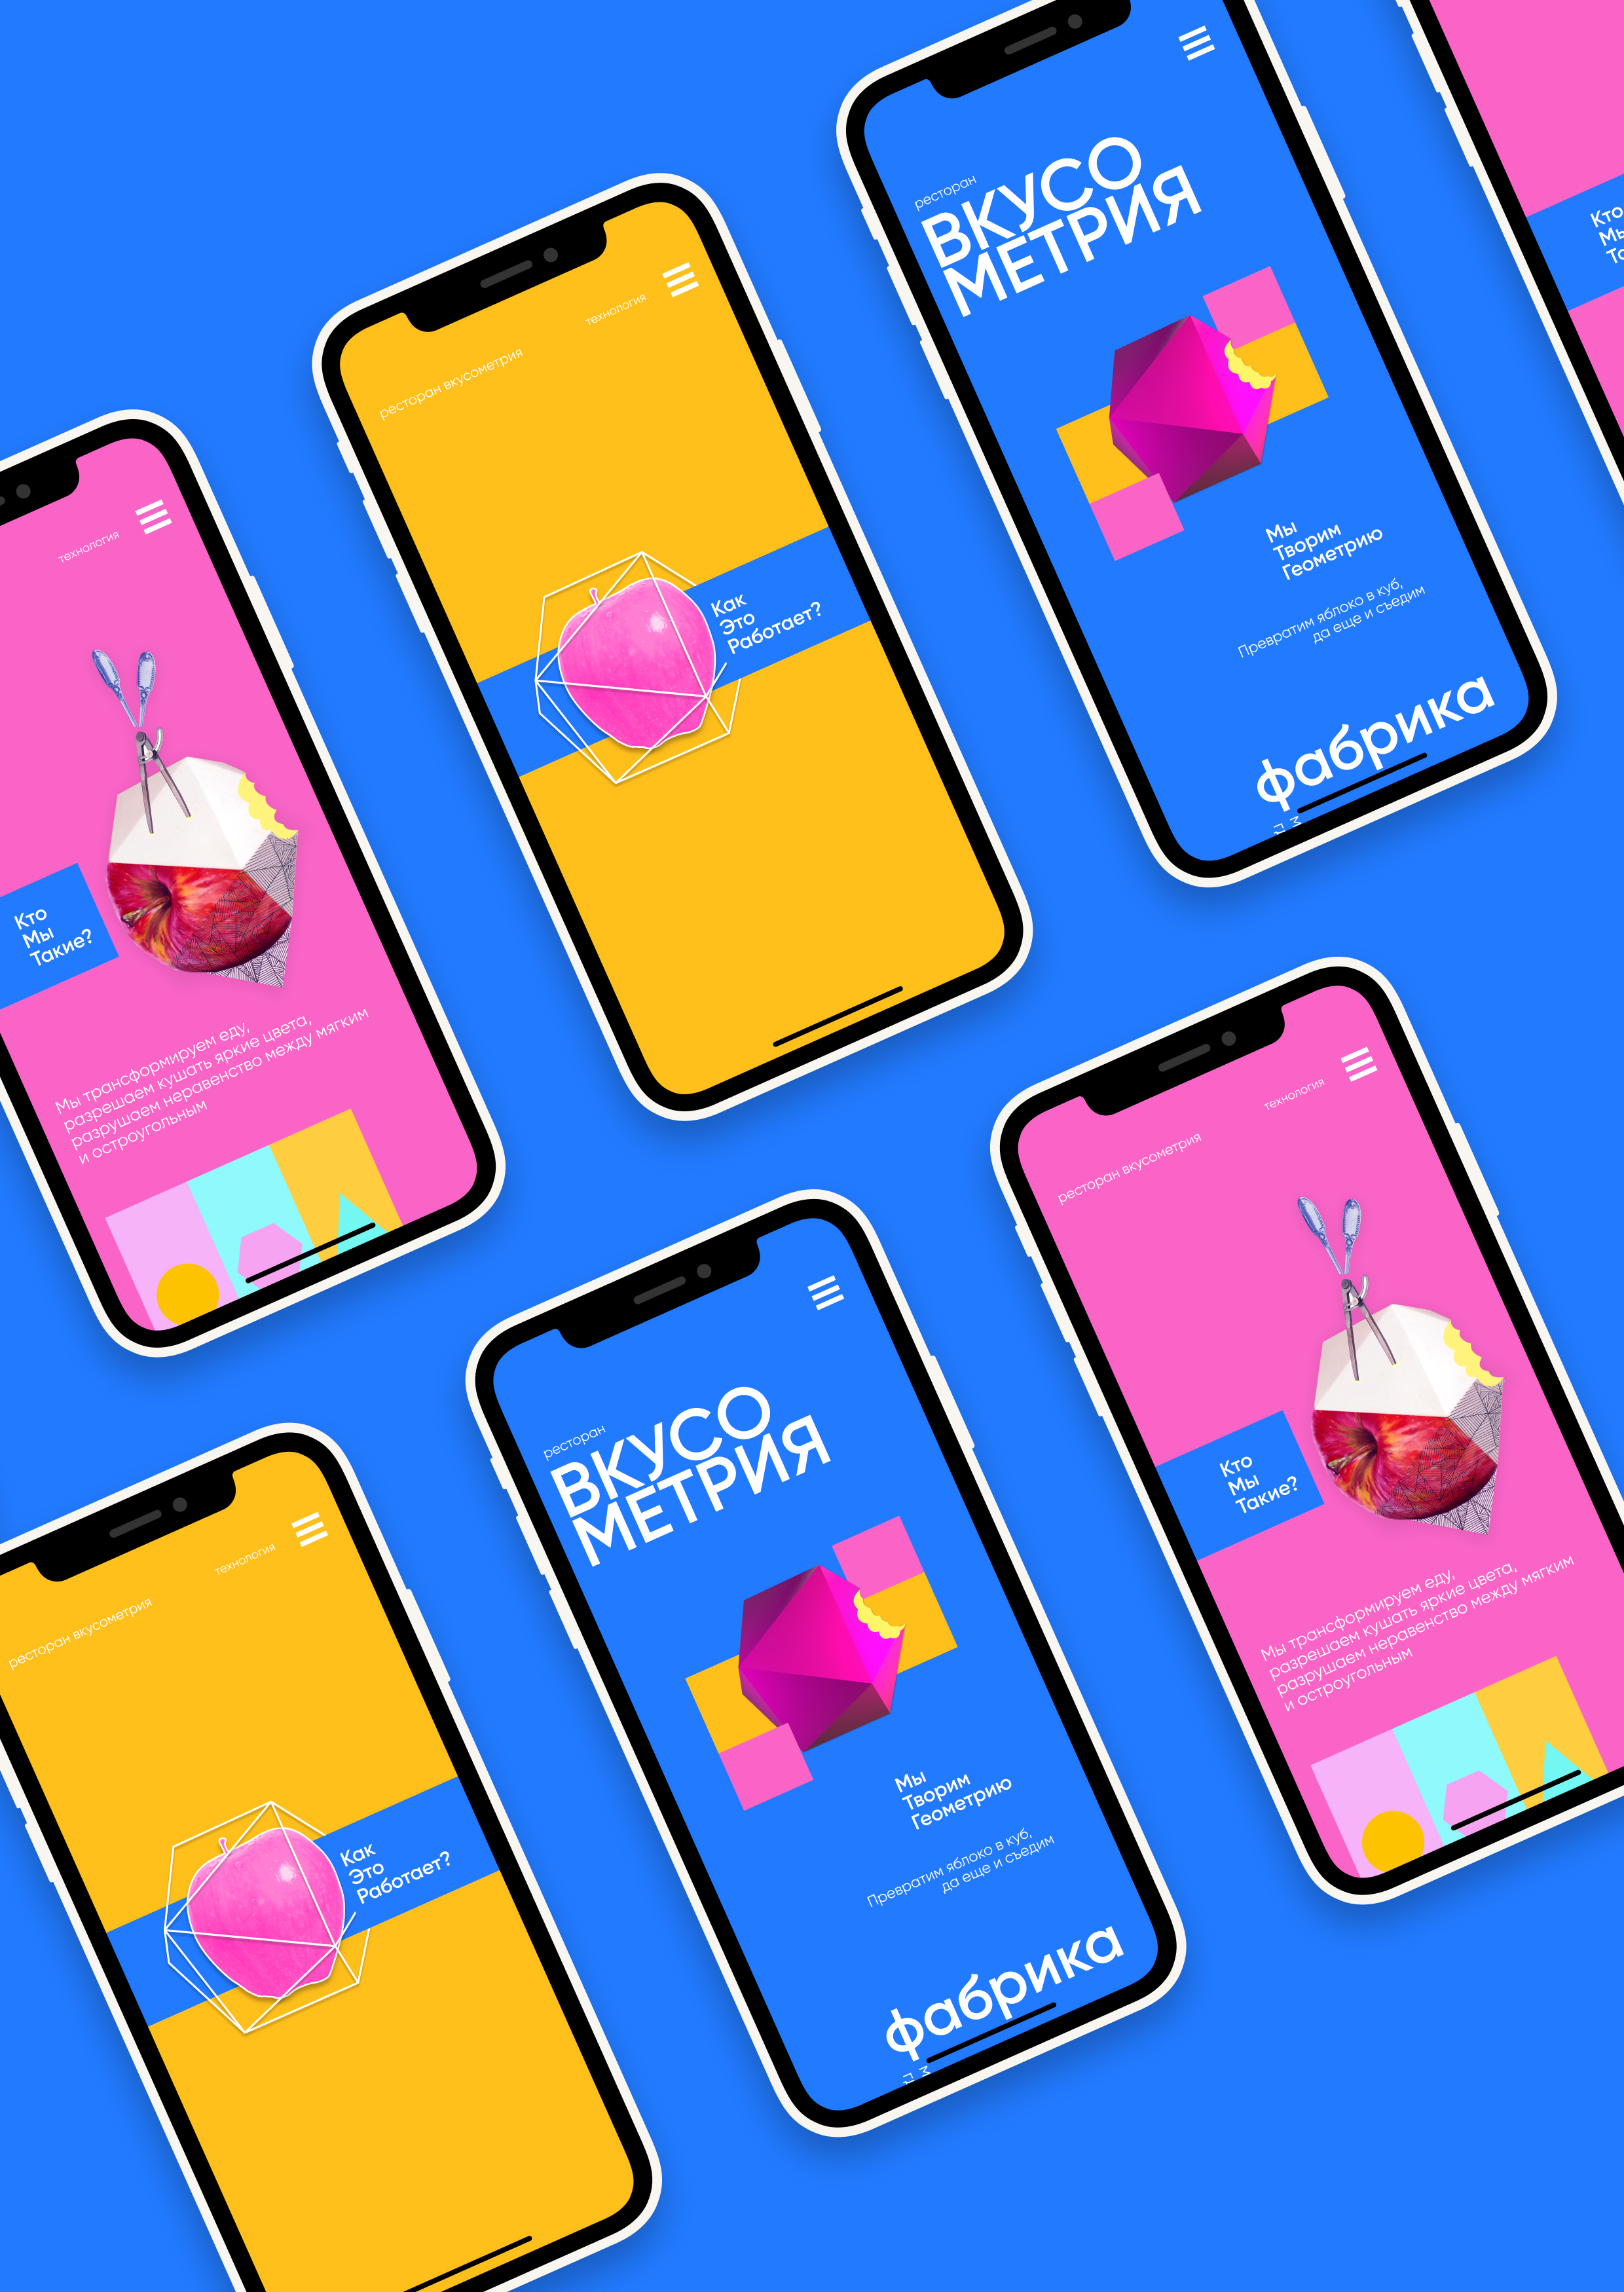 ресторан
ВКУСО
МЕТРИЯ
Мы
Творим
Геометрию
Превратим яблоко в куб,
да еще и съедим
фабрика
Кто
Мы
технология
ресторан вкусометрия
Как
Это
Работает?
технология
Кто
Мы
Такие?
Мы трансформируем еду,
разрешаем кушать яркие цвета,
разрушаем неравенство между мягким
и остроугольным
технология
ресторан вкусометрия
Кто
Мы
Такие?
Мы трансформируем еду,
разрешаем кушать яркие цвета,
разрушаем неравенство между мягким
и остроугольным
ресторан
ВКУСО
МЕТРИЯ
Мы
Творим
Геометрию
Превратим яблоко в куб,
да еще и съедим
фабрика
технология
ресторан вкусометрия
Как
Это
Работает?